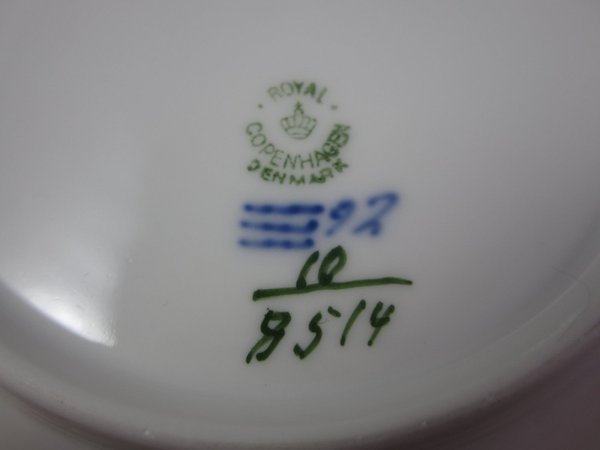 ROYAL
COPENHAGEN
DENMARK
92
10
8514